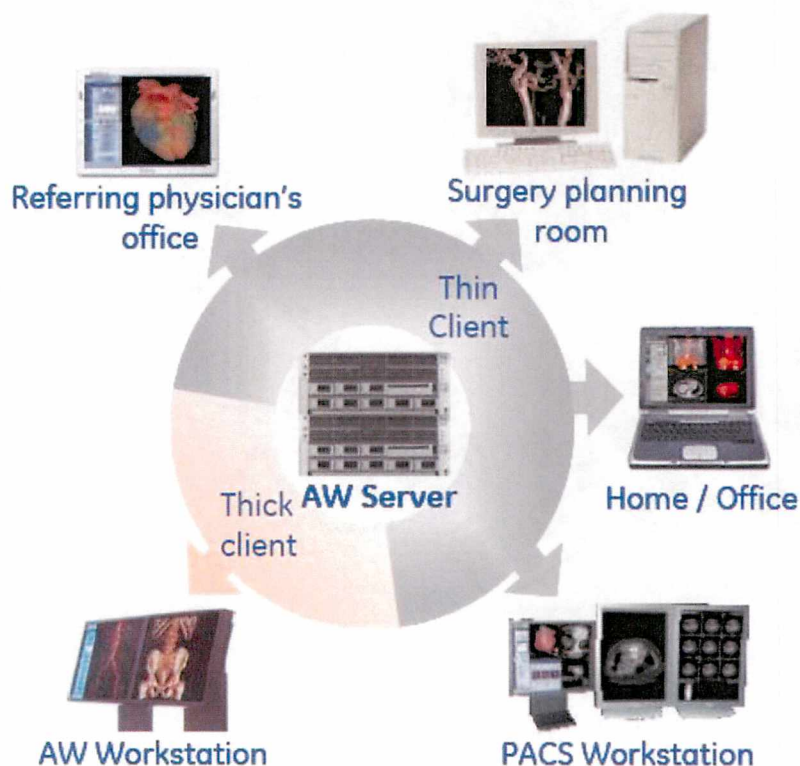 Referring physician's
office
Surgery planning
room
Thin
Client
Home / Office
AW Server
Thick
client
AW Workstation
PACS Workstation